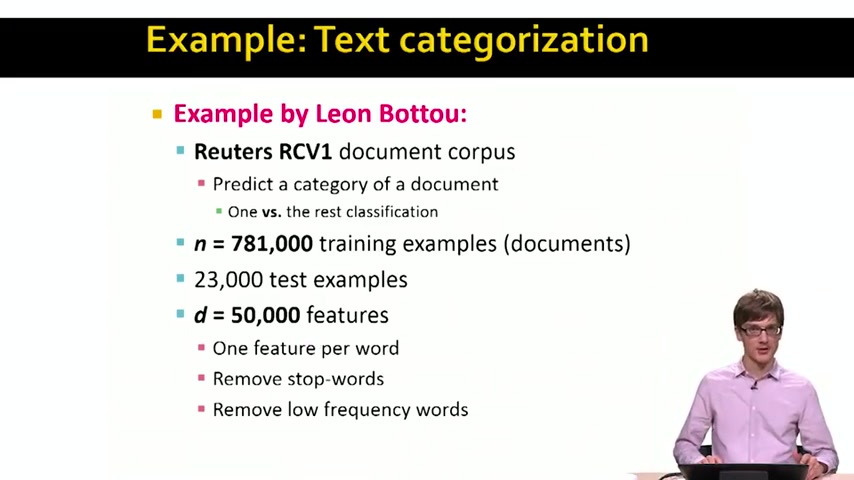 Example: Text categorization
Example by Leon Bottou:
Reuters RCV1 document corpus
Predict a category of a document
One vs. the rest classification
n = 781,000 training examples (documents)
23,000 test examples
d = 50,000 features
One feature per word
Remove stop-words
Remove low frequency words